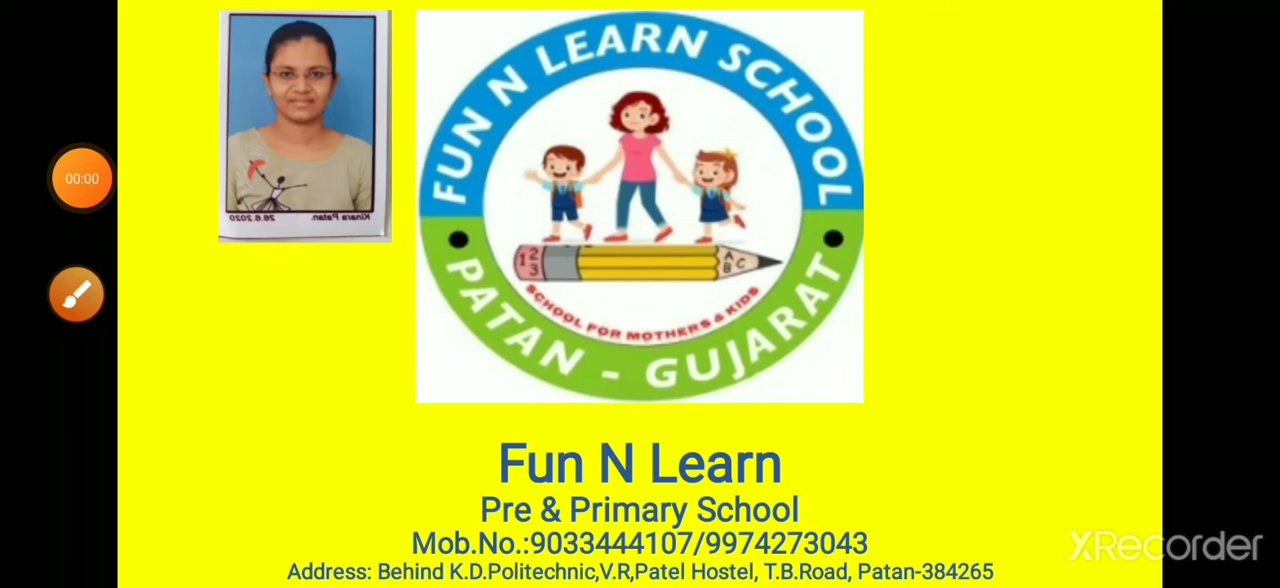 00:00
Kinara Patan. 26.6.2020
FUN N LEARN SCHOOL
1 2
3
A C
B
SCHOOL FOR MOTHERS & KIDS
PATAN - GUJARAT
Fun N Learn
Pre & Primary School
Mob.No.:9033444107/9974273043
Address: Behind K.D.Politechnic,V.R,Patel Hostel, T.B.Road, Patan-384265
XRecorder